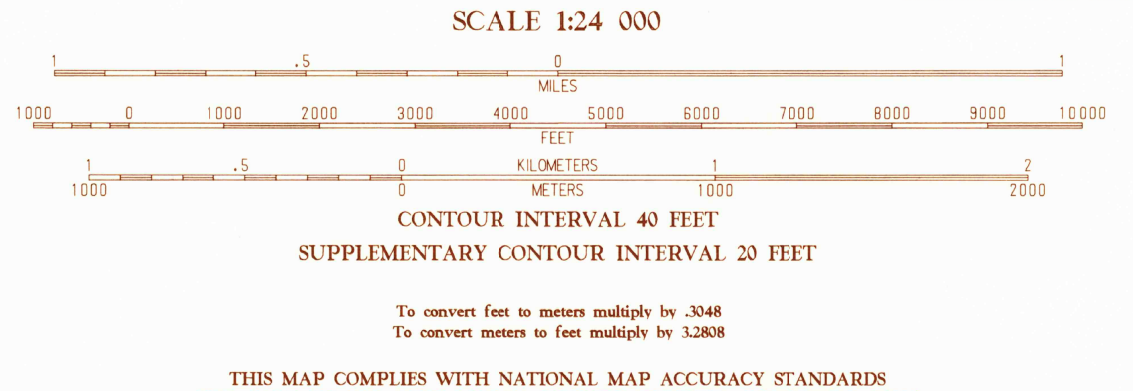 SCALE 1:24 000
1 .5 0 1
MILES
1000 0 1000 2000 3000 4000 5000 6000 7000 8000 9000 10 000
FEET
1 .5 0 KILOMETERS 1 2
1000 0 METERS 1000 2000
CONTOUR INTERVAL 40 FEET
SUPPLEMENTARY CONTOUR INTERVAL 20 FEET
To convert feet to meters multiply by .3048
To convert meters to feet multiply by 3.2808
THIS MAP COMPLIES WITH NATIONAL MAP ACCURACY STANDARDS